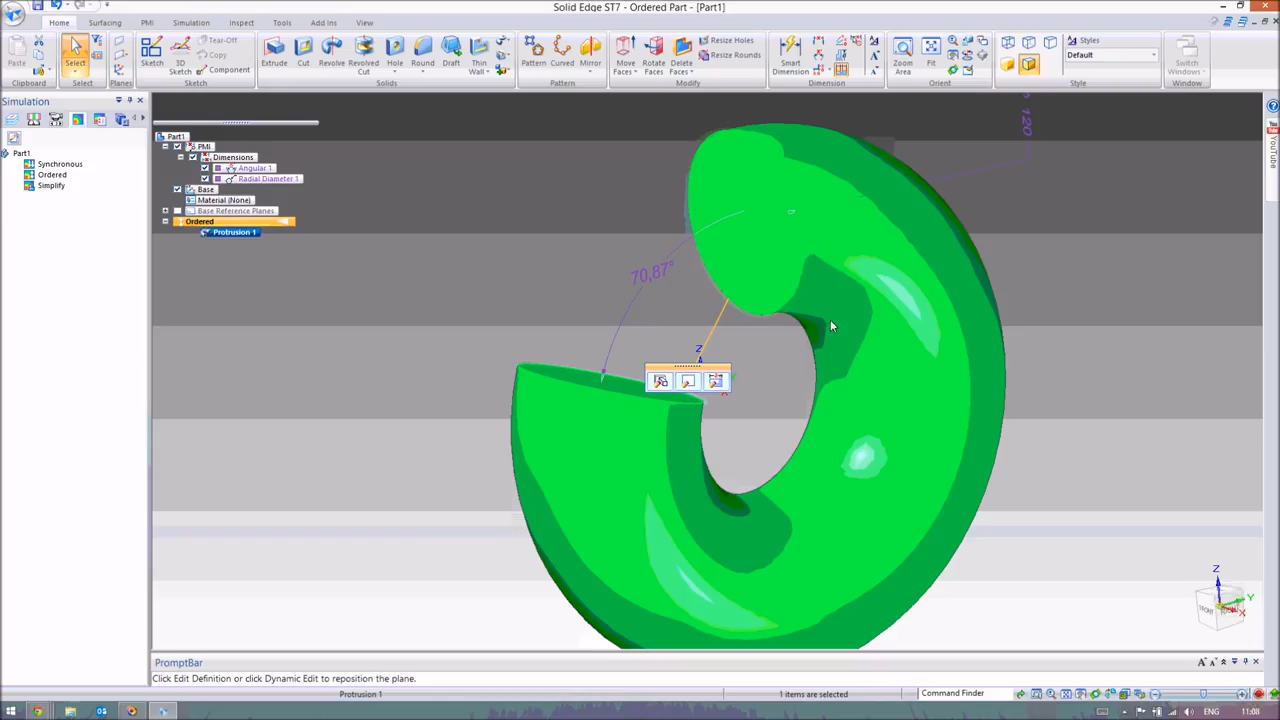 Solid Edge ST7 - Ordered Part - [Part1]
Home Surfacing PMI Simulation Inspect Tools Add Ins View
Paste
Select
Sketch
3D Sketch
Tear-Off
Copy
Component
Extrude
Cut
Revolve
Revolved Cut
Hole
Round
Draft
Thin Wall
Pattern
Curved
Mirror
Move Faces
Rotate Faces
Delete Faces
Resize Holes
Resize Rounds
Smart Dimension
Zoom Area
Fit
Styles
Default
Switch Windows
Clipboard Select Planes Sketch Solids Pattern Modify Dimension Orient Style Window
Simulation
Part1
Synchronous
Ordered
Simplify
Part1
PMI
Dimensions
Angular 1
Radial Diameter 1
Base
Material (None)
Base Reference Planes
Ordered
Protrusion 1
120
70,87°
Z
Z
Y
X
FRONT
YouTube
PromptBar
Click Edit Definition or click Dynamic Edit to reposition the plane.
Protrusion 1
1 items are selected
Command Finder
ENG
11:08